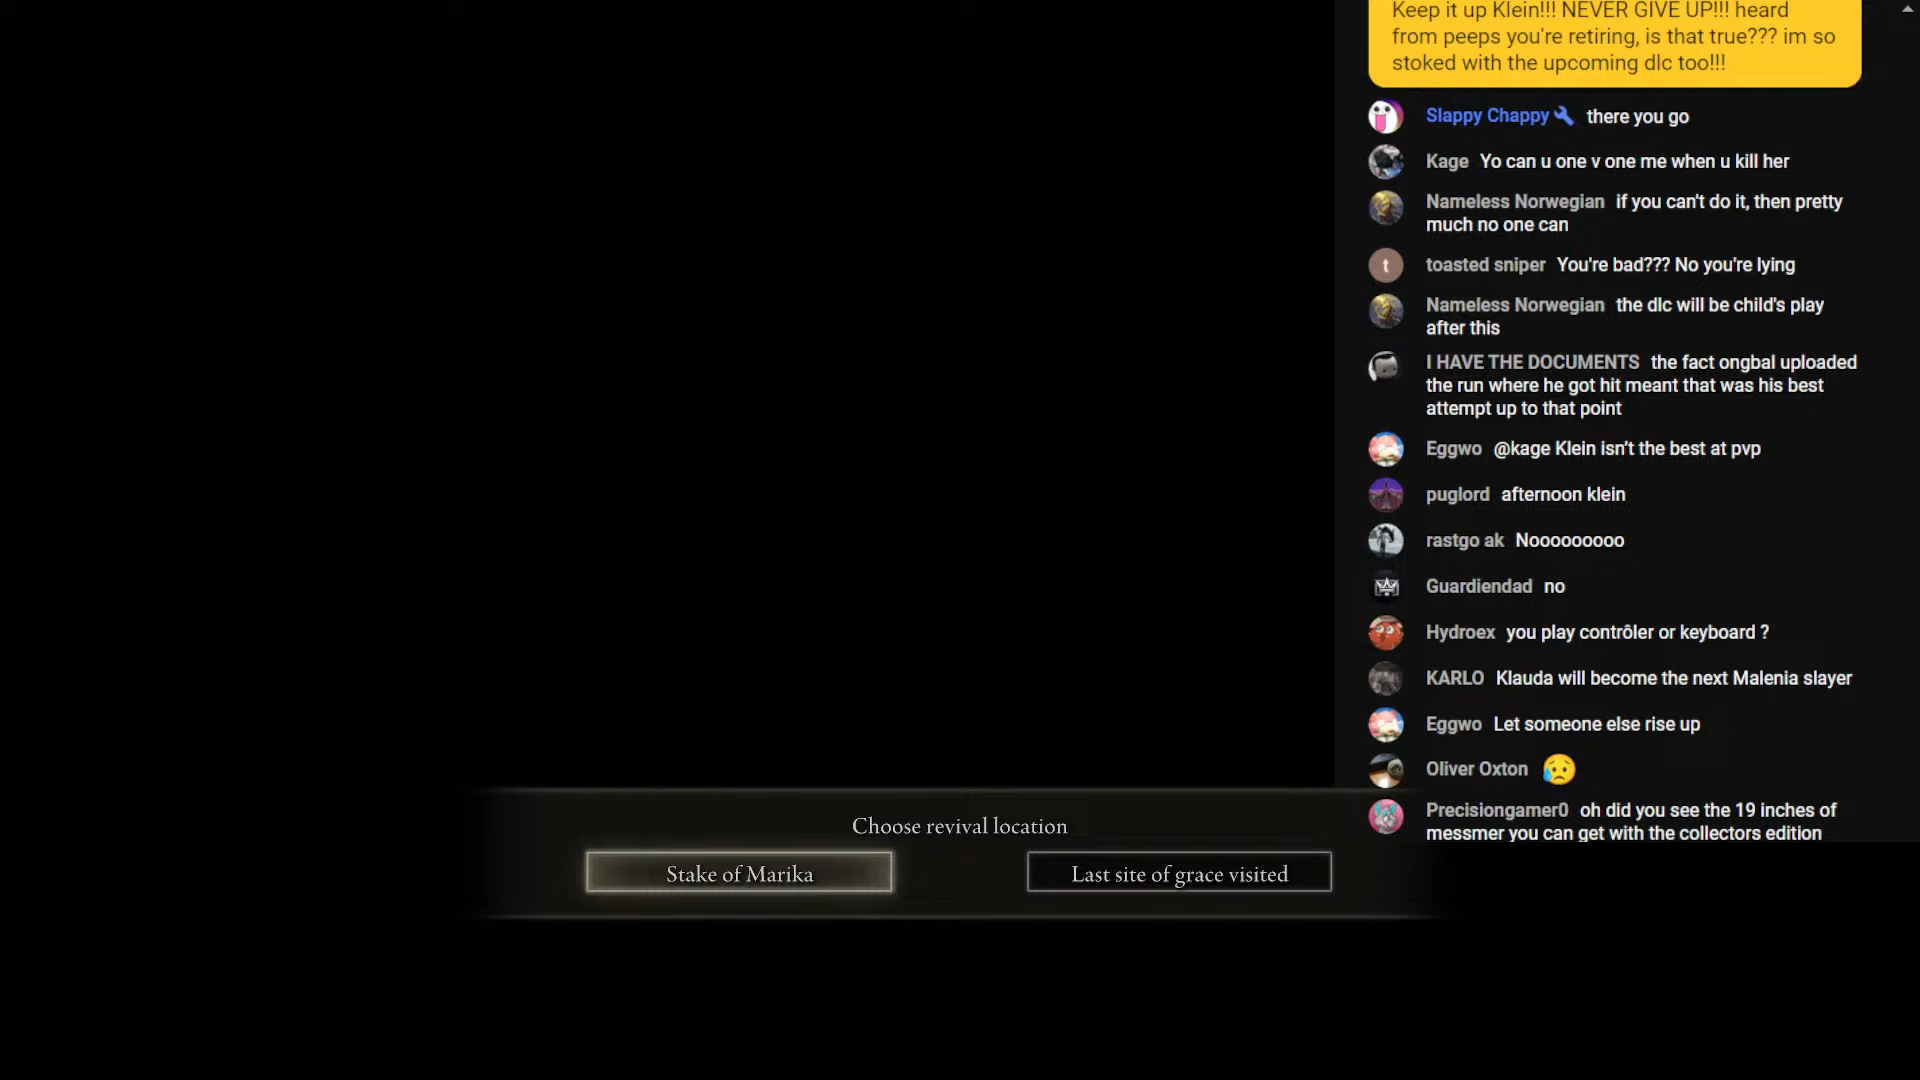 Keep it up Klein!!! NEVER GIVE UP!!! heard
from peeps you're retiring, is that true??? im so
stoked with the upcoming dlc too!!!
Slappy Chappy there you go
Kage Yo can u one v one me when u kill her
Nameless Norwegian if you can't do it, then pretty
much no one can
t
toasted sniper You're bad??? No you're lying
Nameless Norwegian the dlc will be child's play
after this
I HAVE THE DOCUMENTS the fact ongbal uploaded
the run where he got hit meant that was his best
attempt up to that point
Eggwo @kage Klein isn't the best at pvp
puglord afternoon klein
rastgo ak Nooooooooo
Guardiendad no
Hydroex you play contrôler or keyboard ?
KARLO Klauda will become the next Malenia slayer
Eggwo Let someone else rise up
Oliver Oxton 😥
Precisiongamer0 oh did you see the 19 inches of
messmer you can get with the collectors edition
Choose revival location
Stake of Marika
Last site of grace visited